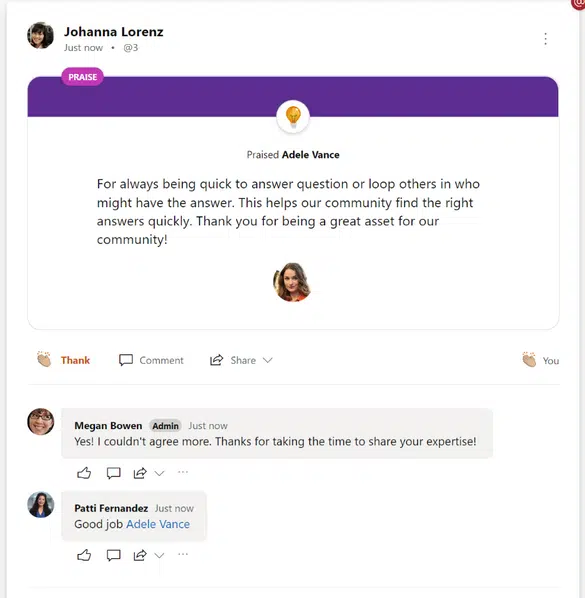 @
Johanna Lorenz
Just now • @3
PRAISE
Praised Adele Vance
For always being quick to answer question or loop others in who
might have the answer. This helps our community find the right
answers quickly. Thank you for being a great asset for our
community!
Thank Comment Share You
Megan Bowen Admin Just now
Yes! I couldn't agree more. Thanks for taking the time to share your expertise!
Patti Fernandez Just now
Good job Adele Vance